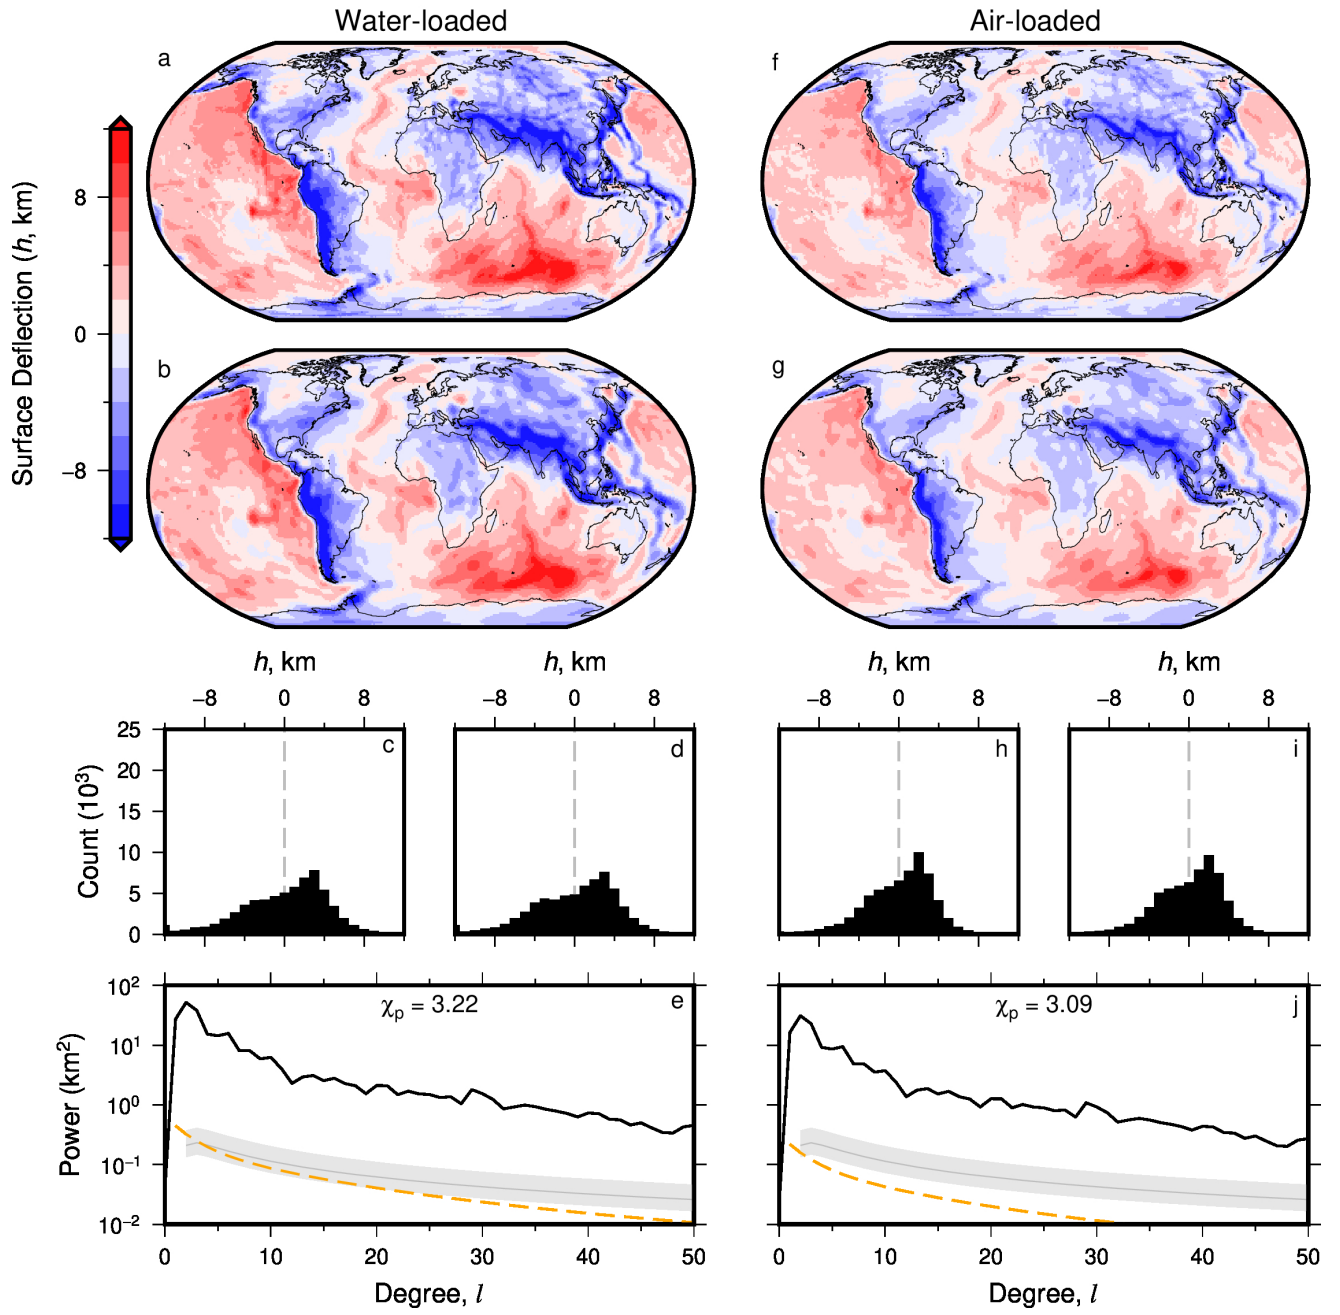 Water-loaded
Air-loaded
a
f
Surface Deflection (h, km)
8
0
−8
b
g
h, km
h, km
h, km
h, km
−8 0 8
−8 0 8
−8 0 8
−8 0 8
Count (10³)
25
20
15
10
5
0
c
d
h
i
Power (km²)
10²
10¹
10⁰
10⁻¹
10⁻²
χp = 3.22
e
χp = 3.09
j
0 10 20 30 40 50
0 10 20 30 40 50
Degree, l
Degree, l